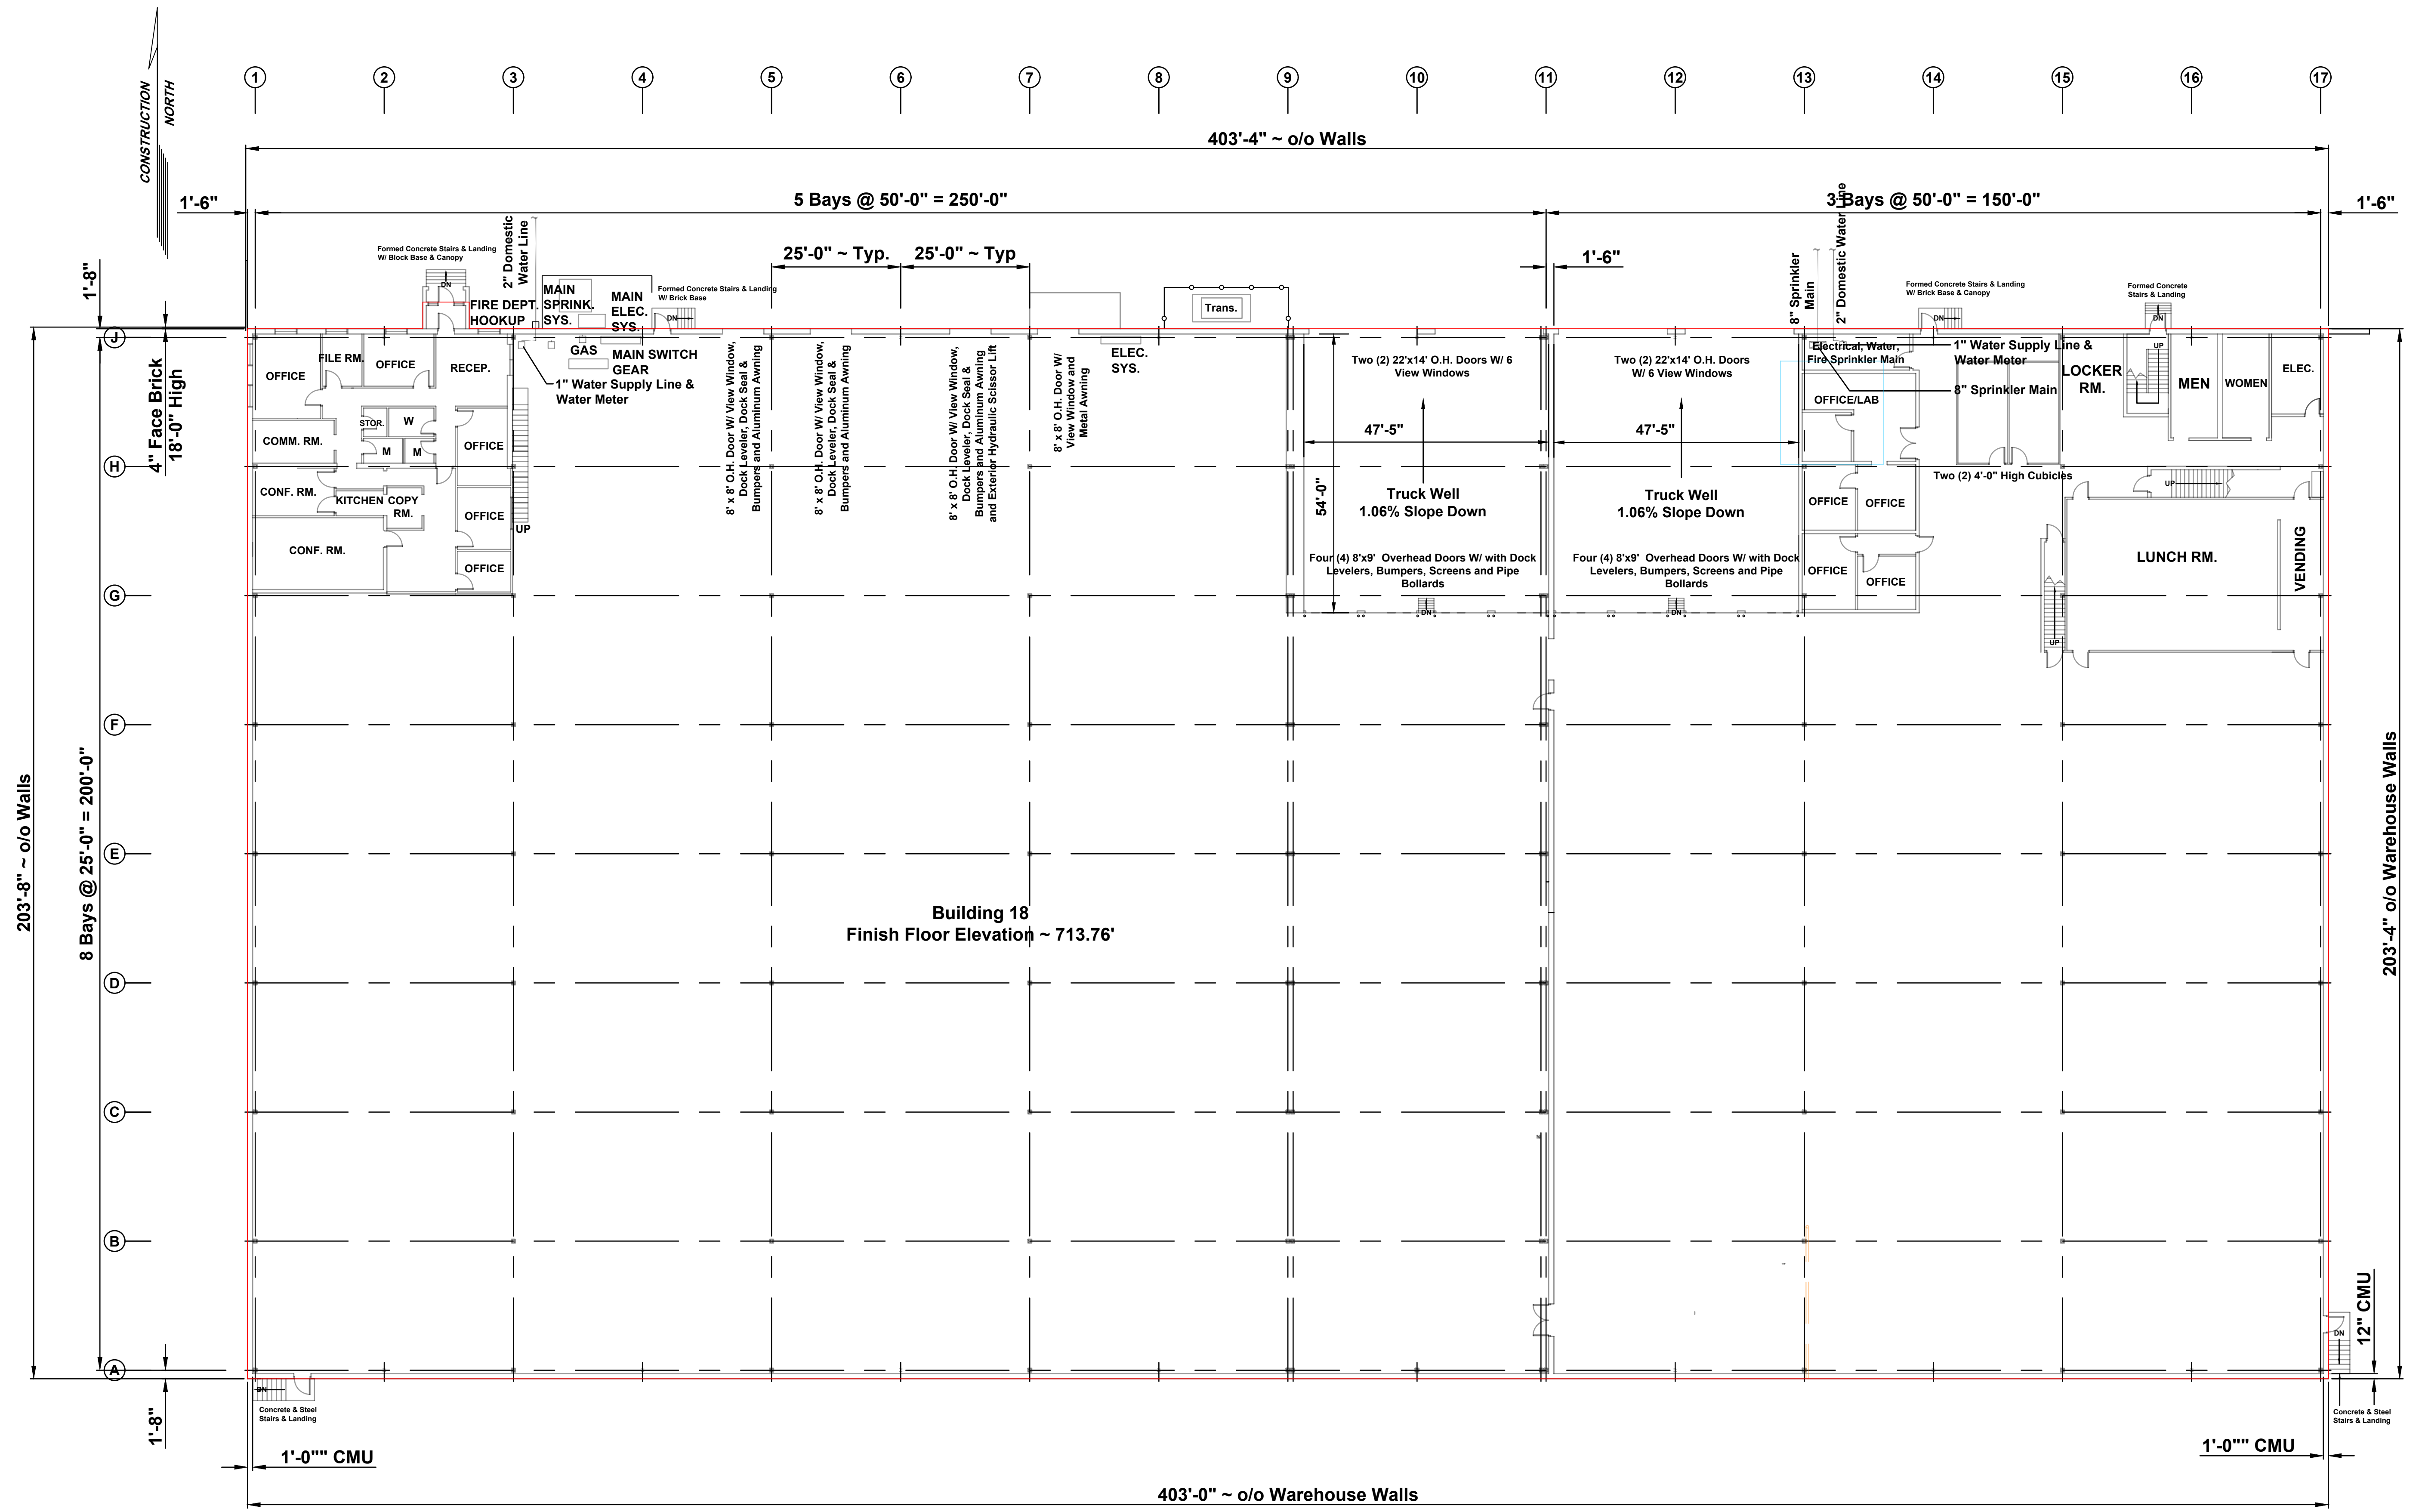 CONSTRUCTION
NORTH
1
2
3
4
5
6
7
8
9
10
11
12
13
14
15
16
17
403'-4" ~ o/o Walls
1'-6"
5 Bays @ 50'-0" = 250'-0"
3 Bays @ 50'-0" = 150'-0"
1'-6"
1'-8"
Formed Concrete Stairs & Landing
W/ Block Base & Canopy
DN
2" Domestic
Water Line
25'-0" ~ Typ.
25'-0" ~ Typ
1'-6"
FIRE DEPT.
HOOKUP
MAIN
SPRINK.
SYS.
MAIN
ELEC.
SYS.
Formed Concrete Stairs & Landing
W/ Brick Base
DN
Trans.
8" Sprinkler
Main
2" Domestic Water Line
Formed Concrete Stairs & Landing
W/ Brick Base & Canopy
DN
Formed Concrete
Stairs & Landing
DN
J
H
G
F
E
D
C
B
A
4" Face Brick
18'-0" High
203'-8" ~ o/o Walls
8 Bays @ 25'-0" = 200'-0"
OFFICE
FILE RM.
OFFICE
RECEP.
GAS
MAIN SWITCH
GEAR
1" Water Supply Line &
Water Meter
STOR.
W
M
M
COMM. RM.
OFFICE
CONF. RM.
KITCHEN
COPY
RM.
OFFICE
UP
CONF. RM.
OFFICE
8' x 8' O.H. Door W/ View Window,
Dock Leveler, Dock Seal &
Bumpers and Aluminum Awning
8' x 8' O.H. Door W/ View Window,
Dock Leveler, Dock Seal &
Bumpers and Aluminum Awning
8' x 8' O.H. Door W/ View Window,
Dock Leveler, Dock Seal &
Bumpers and Aluminum Awning
and Exterior Hydraulic Scissor Lift
8' x 8' O.H. Door W/
View Window and
Metal Awning
ELEC.
SYS.
Two (2) 22'x14' O.H. Doors W/ 6
View Windows
47'-5"
54'-0"
Truck Well
1.06% Slope Down
Four (4) 8'x9' Overhead Doors W/ with Dock
Levelers, Bumpers, Screens and Pipe
Bollards
DN
Two (2) 22'x14' O.H. Doors
W/ 6 View Windows
47'-5"
Truck Well
1.06% Slope Down
Four (4) 8'x9' Overhead Doors W/ with Dock
Levelers, Bumpers, Screens and Pipe
Bollards
DN
Electrical, Water,
Fire Sprinkler Main
1" Water Supply Line &
Water Meter
8" Sprinkler Main
OFFICE/LAB
LOCKER
RM.
UP
MEN
WOMEN
ELEC.
Two (2) 4'-0" High Cubicles
UP
OFFICE
OFFICE
OFFICE
OFFICE
LUNCH RM.
VENDING
UP
Building 18
Finish Floor Elevation ~ 713.76'
203'-4" o/o Warehouse Walls
12" CMU
DN
DN
Concrete & Steel
Stairs & Landing
Concrete & Steel
Stairs & Landing
1'-8"
1'-0"" CMU
1'-0"" CMU
403'-0" ~ o/o Warehouse Walls